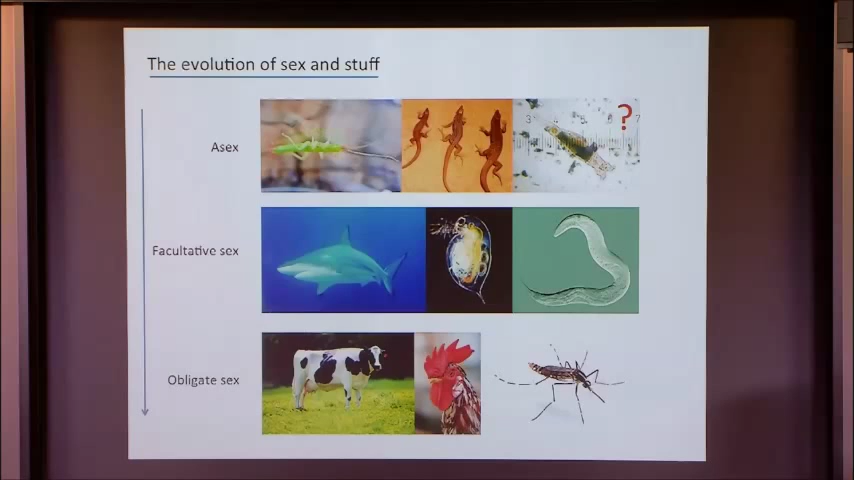 The evolution of sex and stuff
Asex
?
Facultative sex
Obligate sex